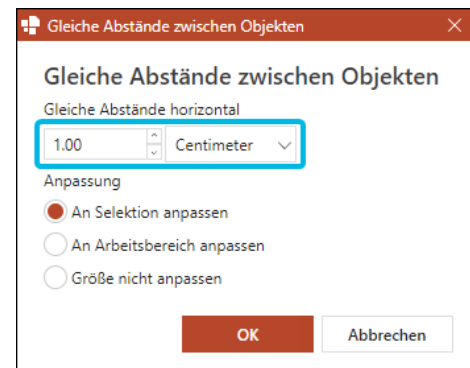 Gleiche Abstände zwischen Objekten
Gleiche Abstände zwischen Objekten
Gleiche Abstände horizontal
1.00 Centimeter
Anpassung
An Selektion anpassen
An Arbeitsbereich anpassen
Größe nicht anpassen
OK Abbrechen